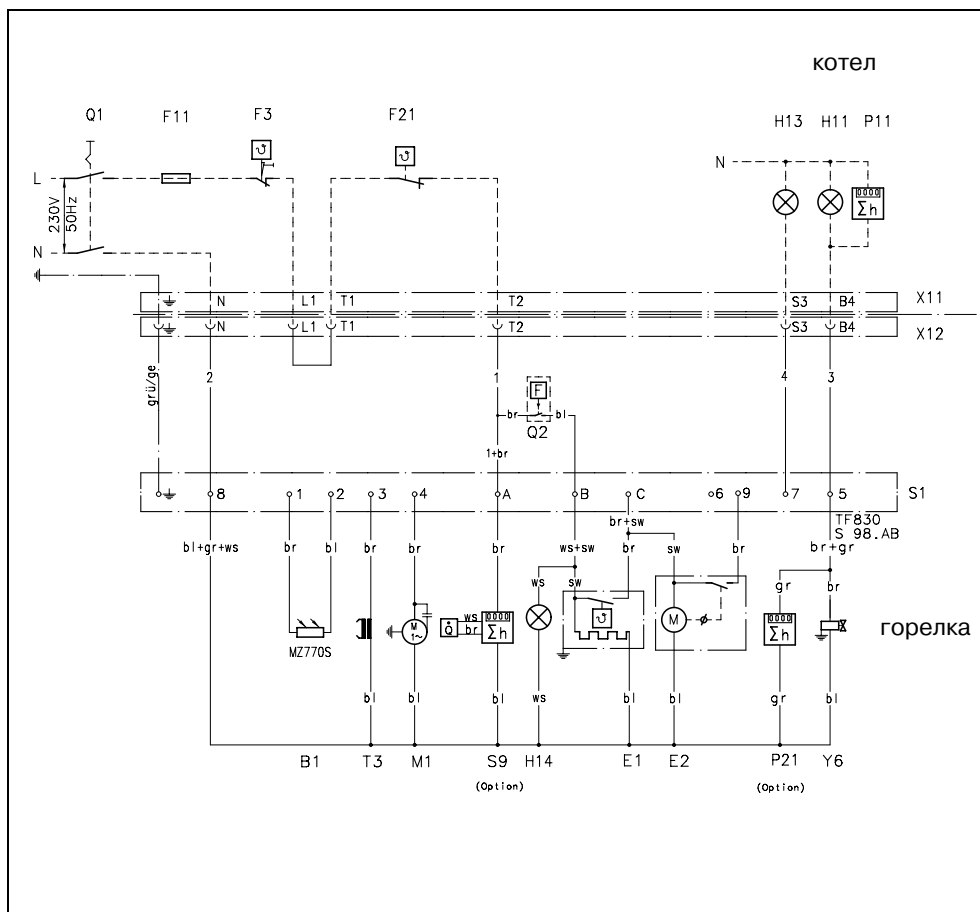 котел
Q1 F11 F3 F21 H13 H11 P11
ϑ ϑ N
L 0000
Σh
230V
50Hz
N
N L1 T1 T2 S3 B4 X11
N L1 T1 T2 S3 B4 X12
grü/ge 2 1 4 3
F
br bl
Q2
1+br
8 1 2 3 4 A B C 6 9 7 5 S1
TF830
S 98.AB
br+sw br+gr
bl+gr+ws br bl br br br ws+sw br sw br
ws sw gr br
M
1~
Q ws br 0000
Σh
ϑ
M
0000
Σh
горелка
MZ770S
bl bl bl ws bl bl gr bl
B1 T3 M1 S9 H14 E1 E2 P21 Y6
(Option) (Option)